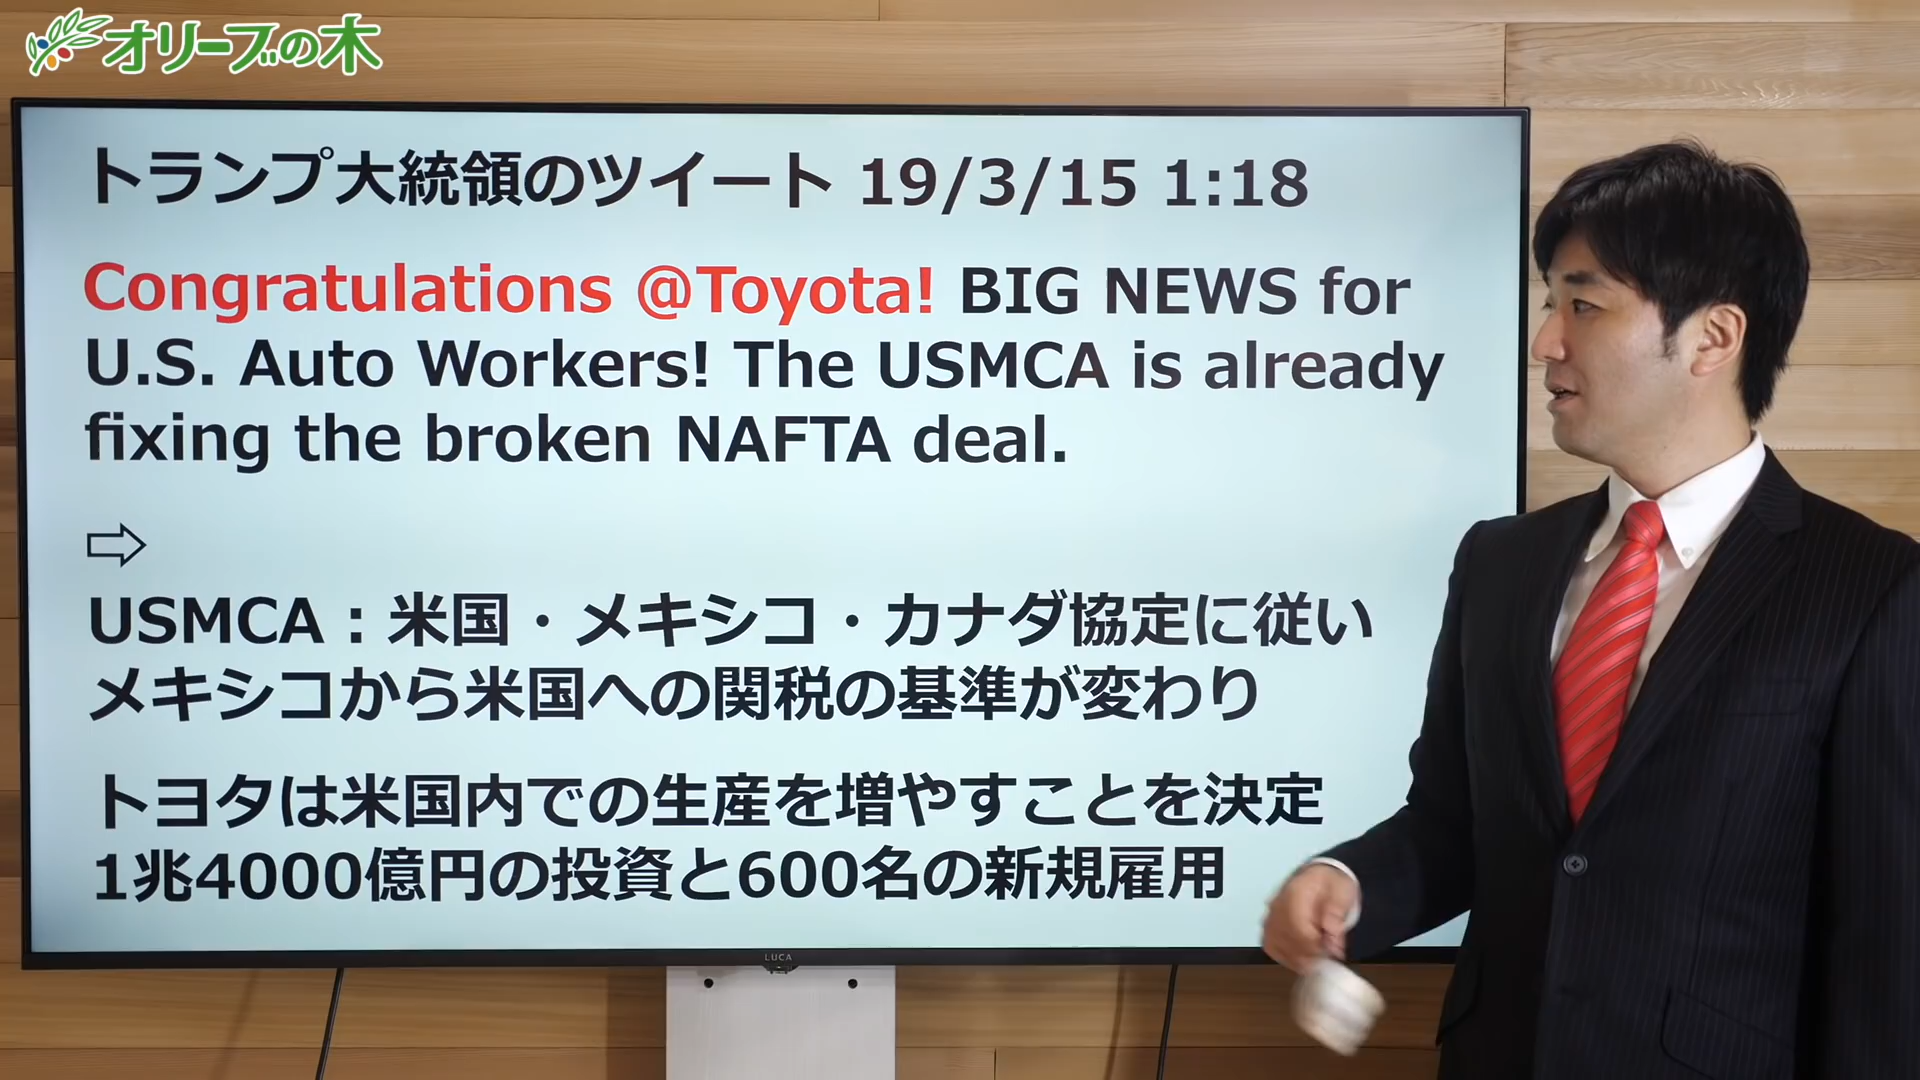 オリーブの木
トランプ大統領のツイート 19/3/15 1:18
Congratulations @Toyota! BIG NEWS for
U.S. Auto Workers! The USMCA is already
fixing the broken NAFTA deal.
⇨
USMCA：米国・メキシコ・カナダ協定に従い
メキシコから米国への関税の基準が変わり
トヨタは米国内での生産を増やすことを決定
1兆4000億円の投資と600名の新規雇用
LUCA